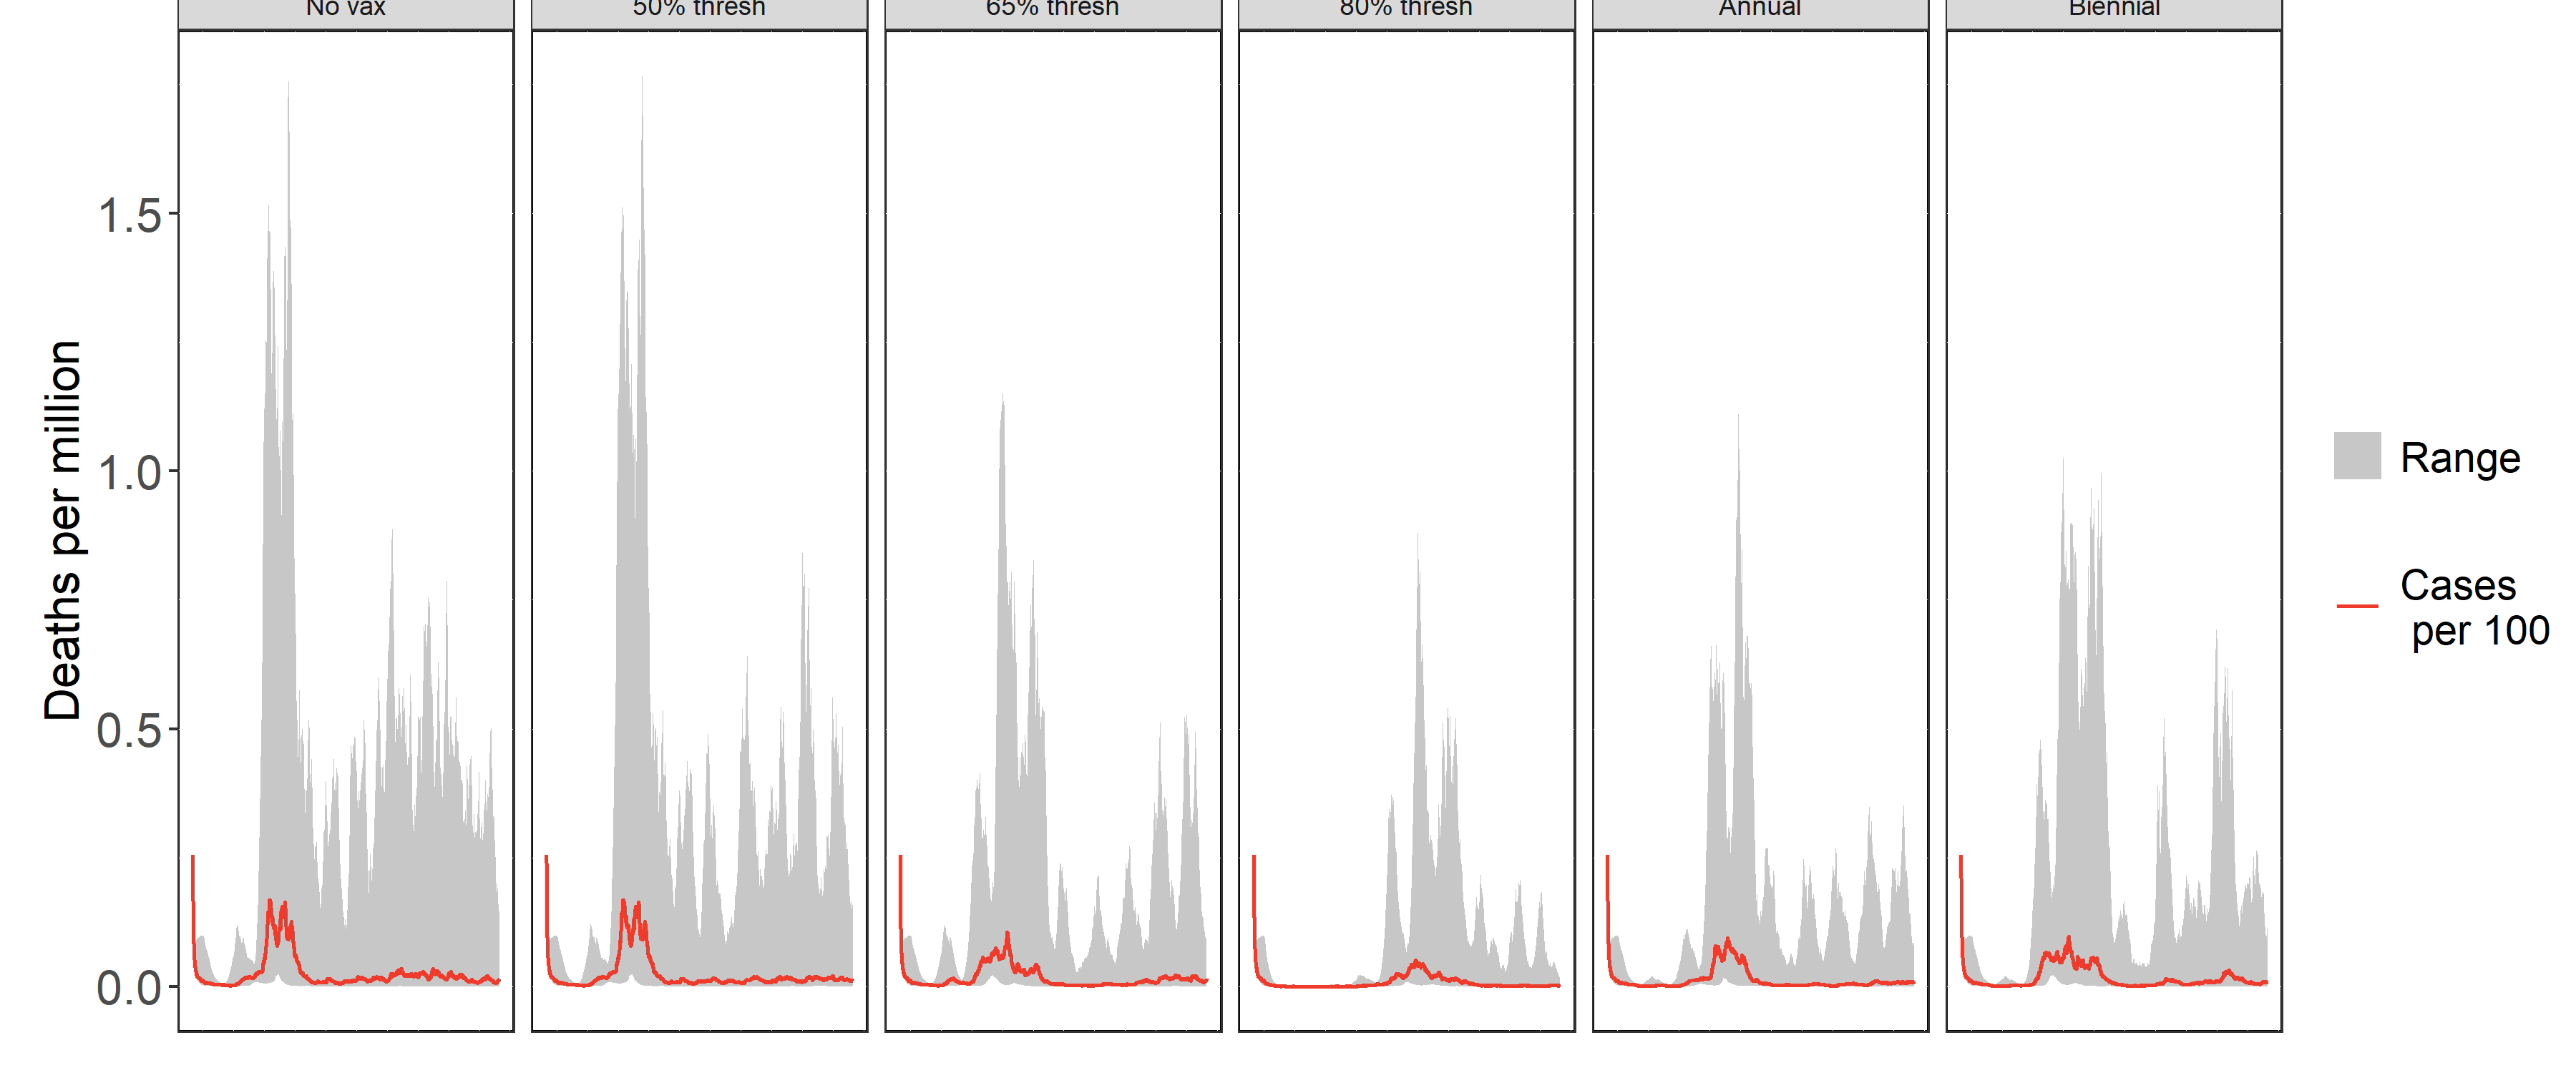 No vax
50% thresh
65% thresh
80% thresh
Annual
Biennial
Deaths per million
1.5
1.0
0.5
0.0
Range
Cases
per 100